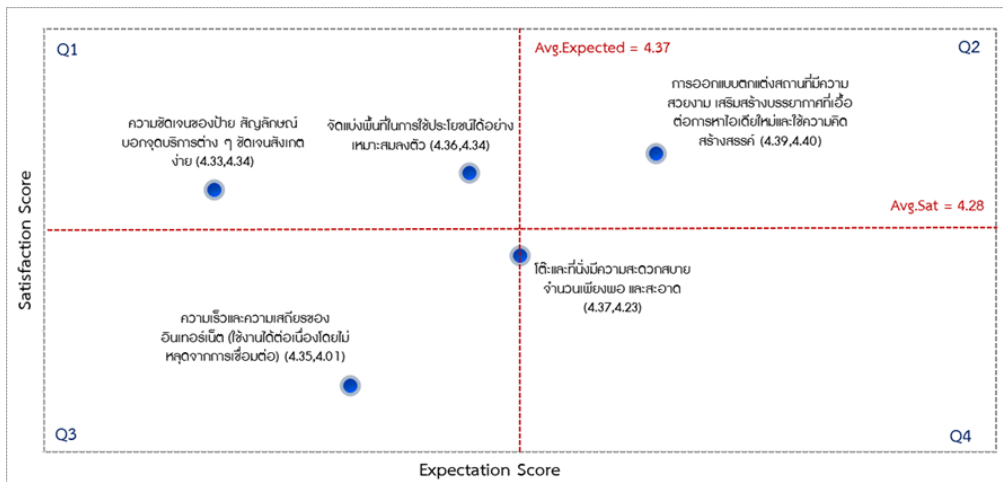 Q1
Avg.Expected = 4.37
Q2
การออกแบบตกแต่งสถานที่มีความ
สวยงาม เสริมสร้างบรรยากาศที่เอื้อ
ต่อการหาไอเดียใหม่และใช้ความคิด
สร้างสรรค์ (4.39,4.40)
ความชัดเจนของป้าย สัญลักษณ์
บอกจุดบริการต่าง ๆ ชัดเจนสังเกต
ง่าย (4.33,4.34)
จัดแบ่งพื้นที่ในการใช้ประโยชน์ได้อย่าง
เหมาะสมลงตัว (4.36,4.34)
Avg.Sat = 4.28
Satisfaction Score
โต๊ะและที่นั่งมีความสะดวกสบาย
จำนวนเพียงพอ และสะอาด
(4.37,4.23)
ความเร็วและความเสถียรของ
อินเทอร์เน็ต (ใช้งานได้ต่อเนื่องโดยไม่
หลุดจากการเชื่อมต่อ) (4.35,4.01)
Q3
Q4
Expectation Score